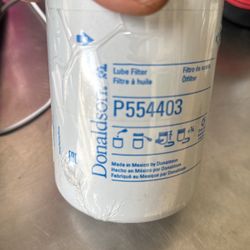 Donaldson.
Lube Filter
Filtre à huile
Filtro de
Ölfilter
P554403
Made in Mexico by Donaldson
Hecho en México por Donaldson
Fabriqué au Mexique par Donaldson